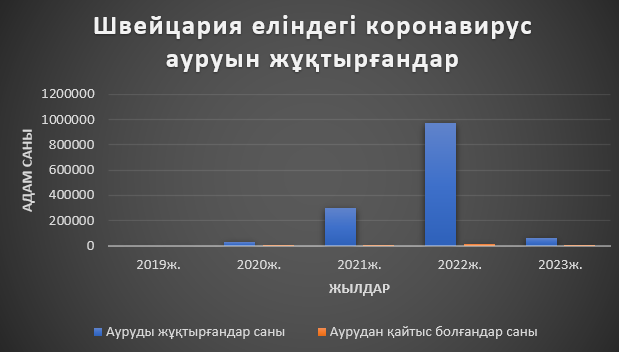 Швейцария еліндегі коронавирус
ауруын жұқтырғандар
АДАМ САНЫ
1200000
1000000
800000
600000
400000
200000
0
2019ж. 2020ж. 2021ж. 2022ж. 2023ж.
ЖЫЛДАР
Ауруды жұқтырғандар саны Аурудан қайтыс болғандар саны